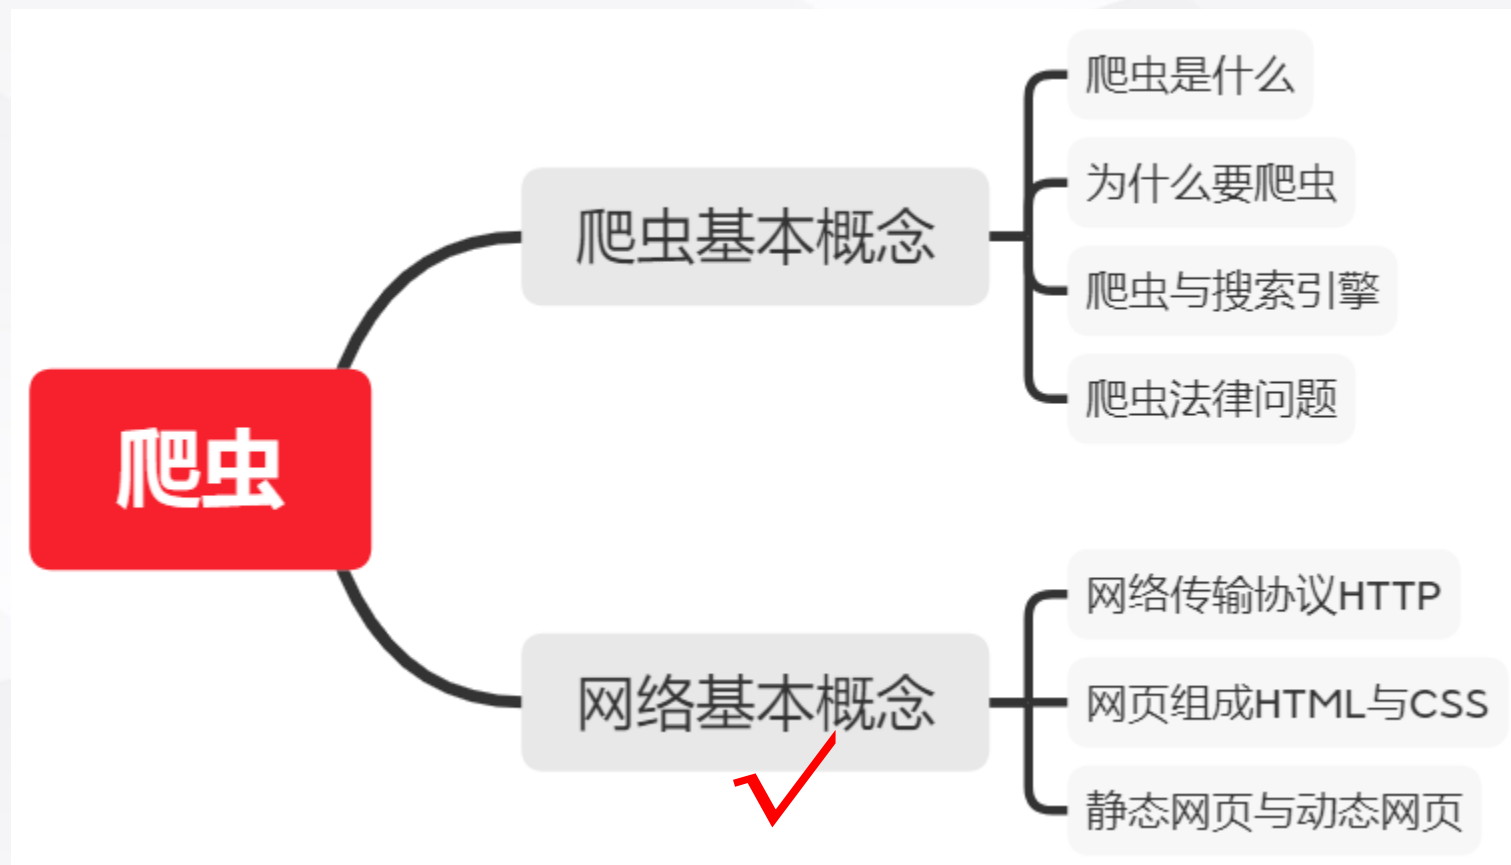 爬虫
爬虫基本概念
爬虫是什么
为什么要爬虫
爬虫与搜索引擎
爬虫法律问题
网络基本概念
网络传输协议HTTP
网页组成HTML与CSS
静态网页与动态网页